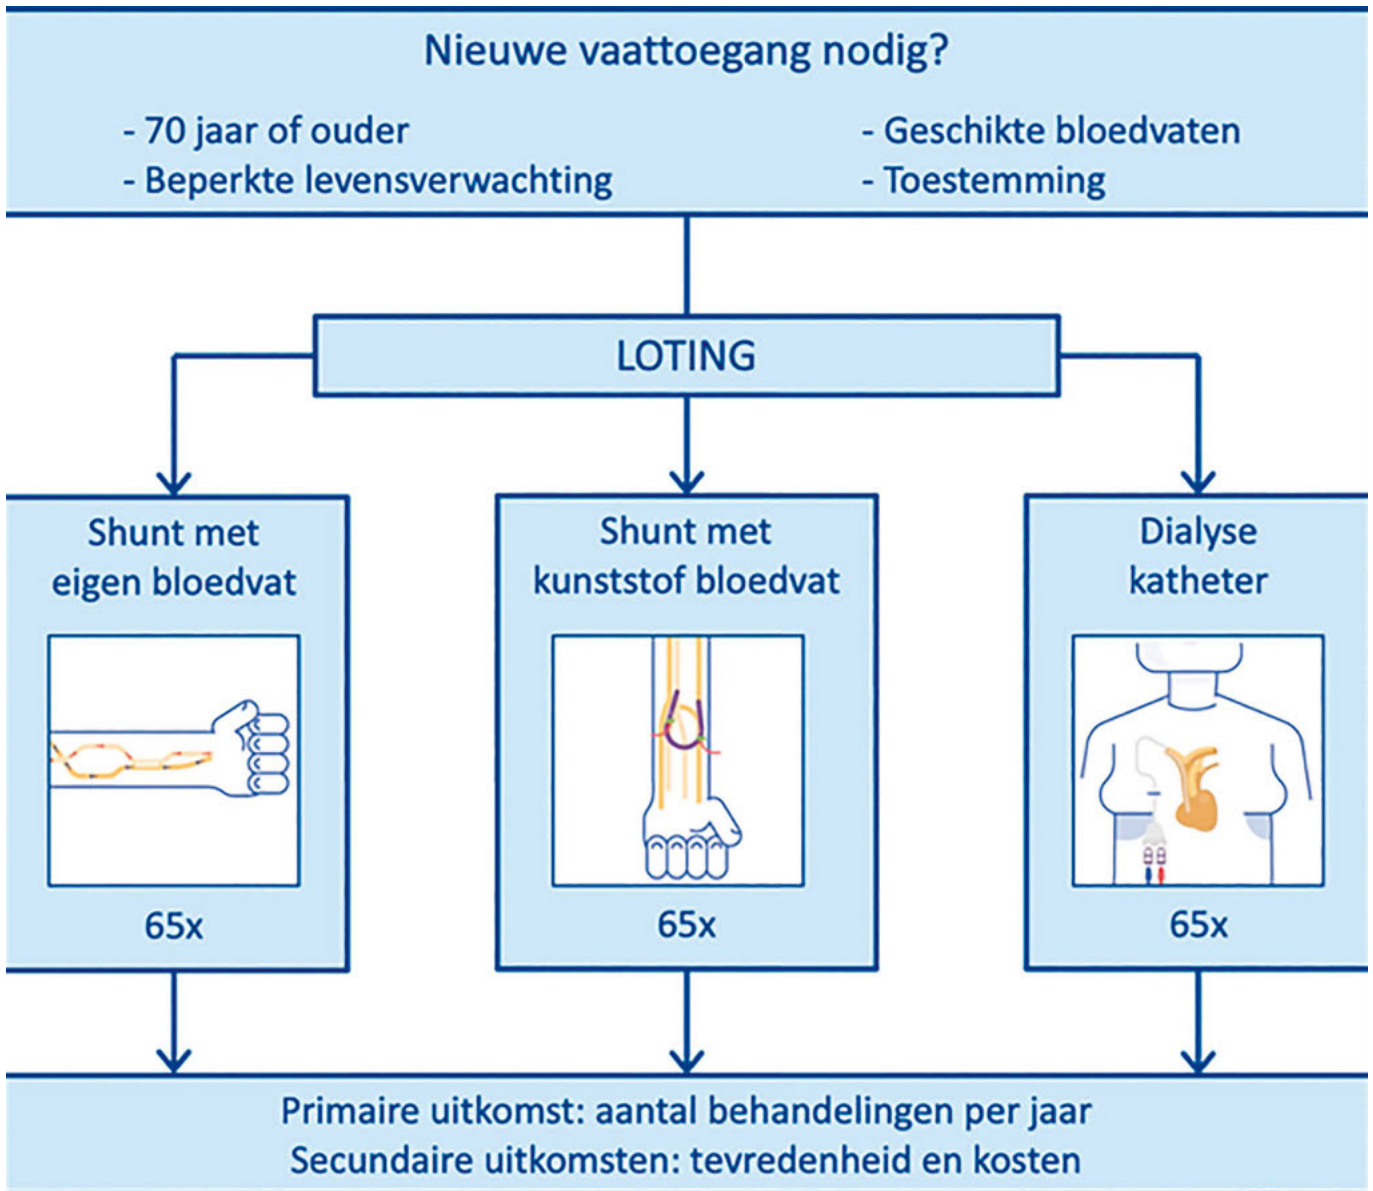 Nieuwe vaattoegang nodig?
- 70 jaar of ouder
- Beperkte levensverwachting
- Geschikte bloedvaten
- Toestemming
LOTING
Shunt met
eigen bloedvat
65x
Shunt met
kunststof bloedvat
65x
Dialyse
katheter
65x
Primaire uitkomst: aantal behandelingen per jaar
Secundaire uitkomsten: tevredenheid en kosten